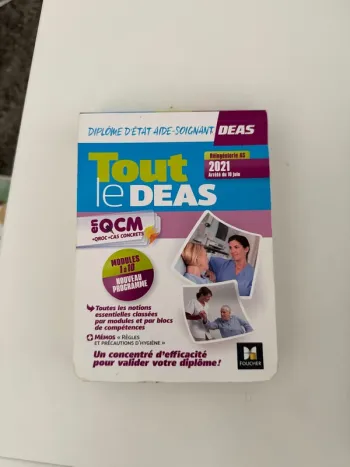 DIPLÔME D'ÉTAT AIDE-SOIGNANT DEAS
Réingénierie AS
2021
Arrêté du 10 juin
Tout
le DEAS
en QCM
+QROC +CAS CONCRETS
MODULES
1 à 10
NOUVEAU
PROGRAMME
Toutes les notions
essentielles classées
par modules et par blocs
de compétences
MÉMOS « RÈGLES
ET PRÉCAUTIONS D'HYGIÈNE »
Un concentré d'efficacité
pour valider votre diplôme !
FOUCHER